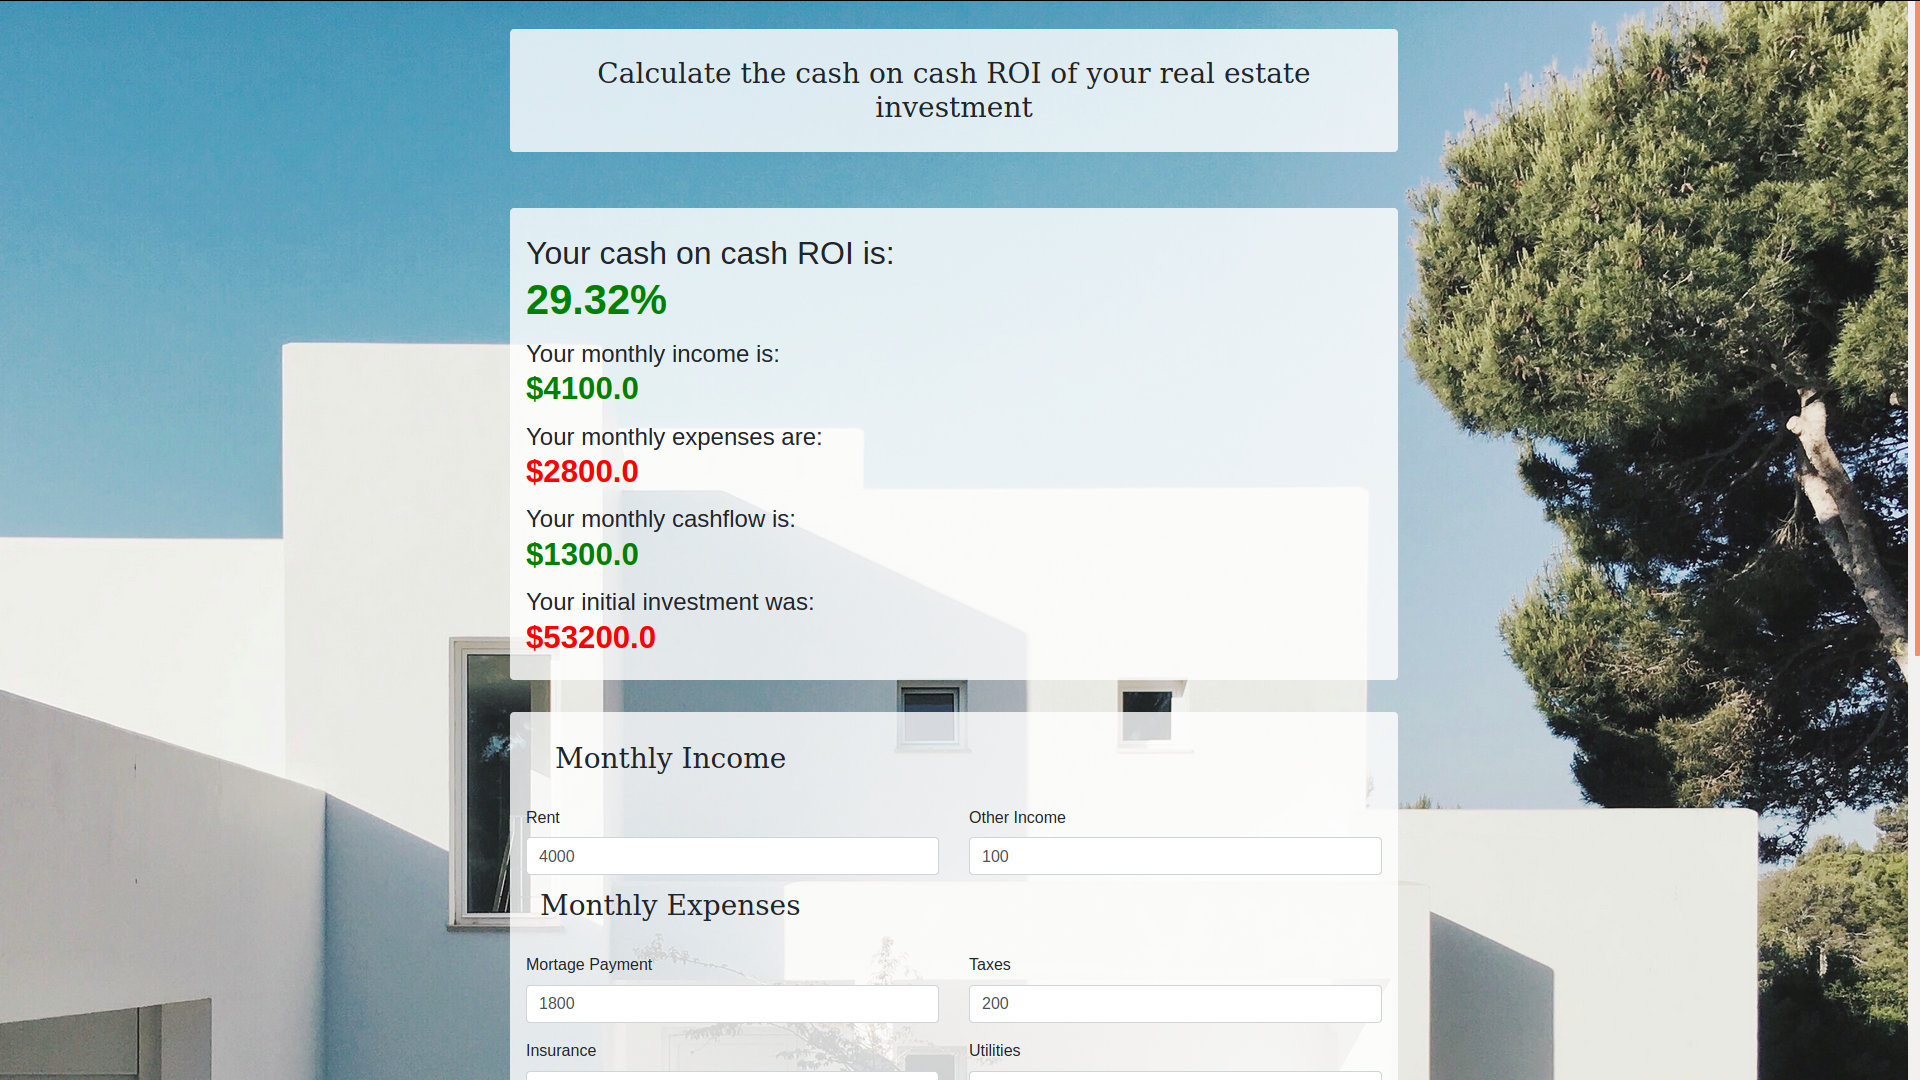 Calculate the cash on cash ROI of your real estate
investment
Your cash on cash ROI is:
29.32%
Your monthly income is:
$4100.0
Your monthly expenses are:
$2800.0
Your monthly cashflow is:
$1300.0
Your initial investment was:
$53200.0
Monthly Income
Rent
Other Income
4000
100
Monthly Expenses
Mortage Payment
Taxes
1800
200
Insurance
Utilities